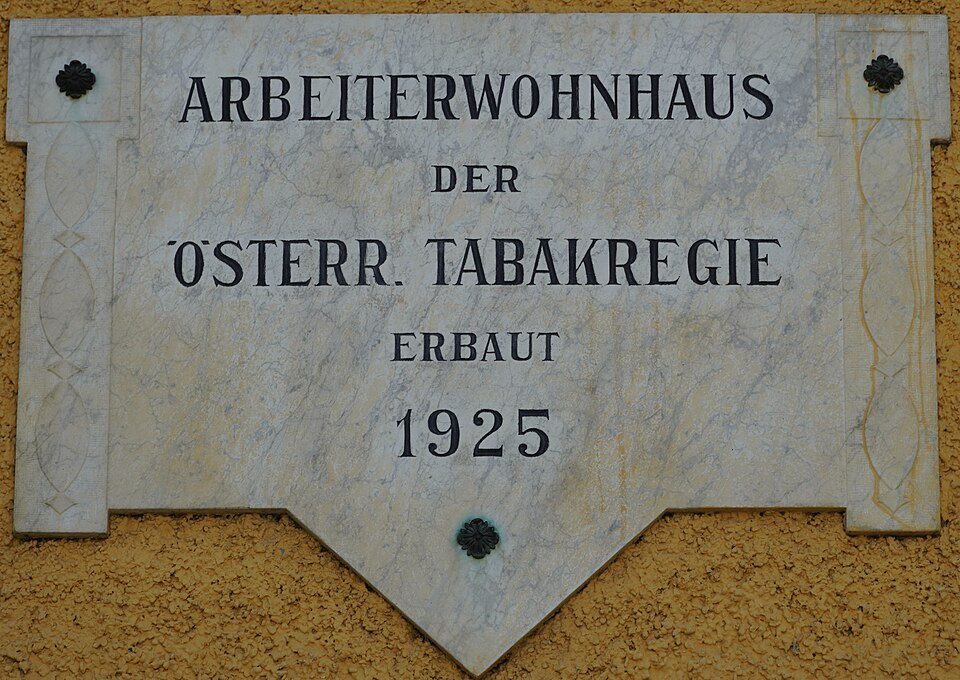 ARBEITERWOHNHAUS
DER
ÖSTERR. TABAKREGIE
ERBAUT
1925